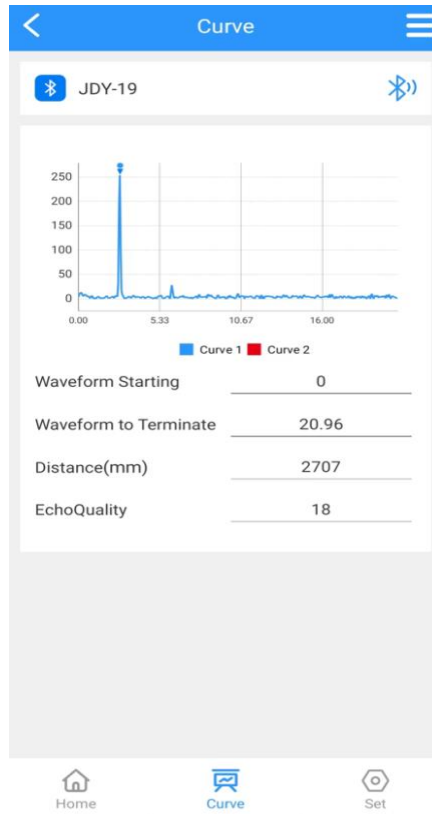 Curve
JDY-19
250
200
150
100
50
0
0.00 5.33 10.67 16.00
Curve 1 Curve 2
Waveform Starting 0
Waveform to Terminate 20.96
Distance(mm) 2707
EchoQuality 18
Home Curve Set